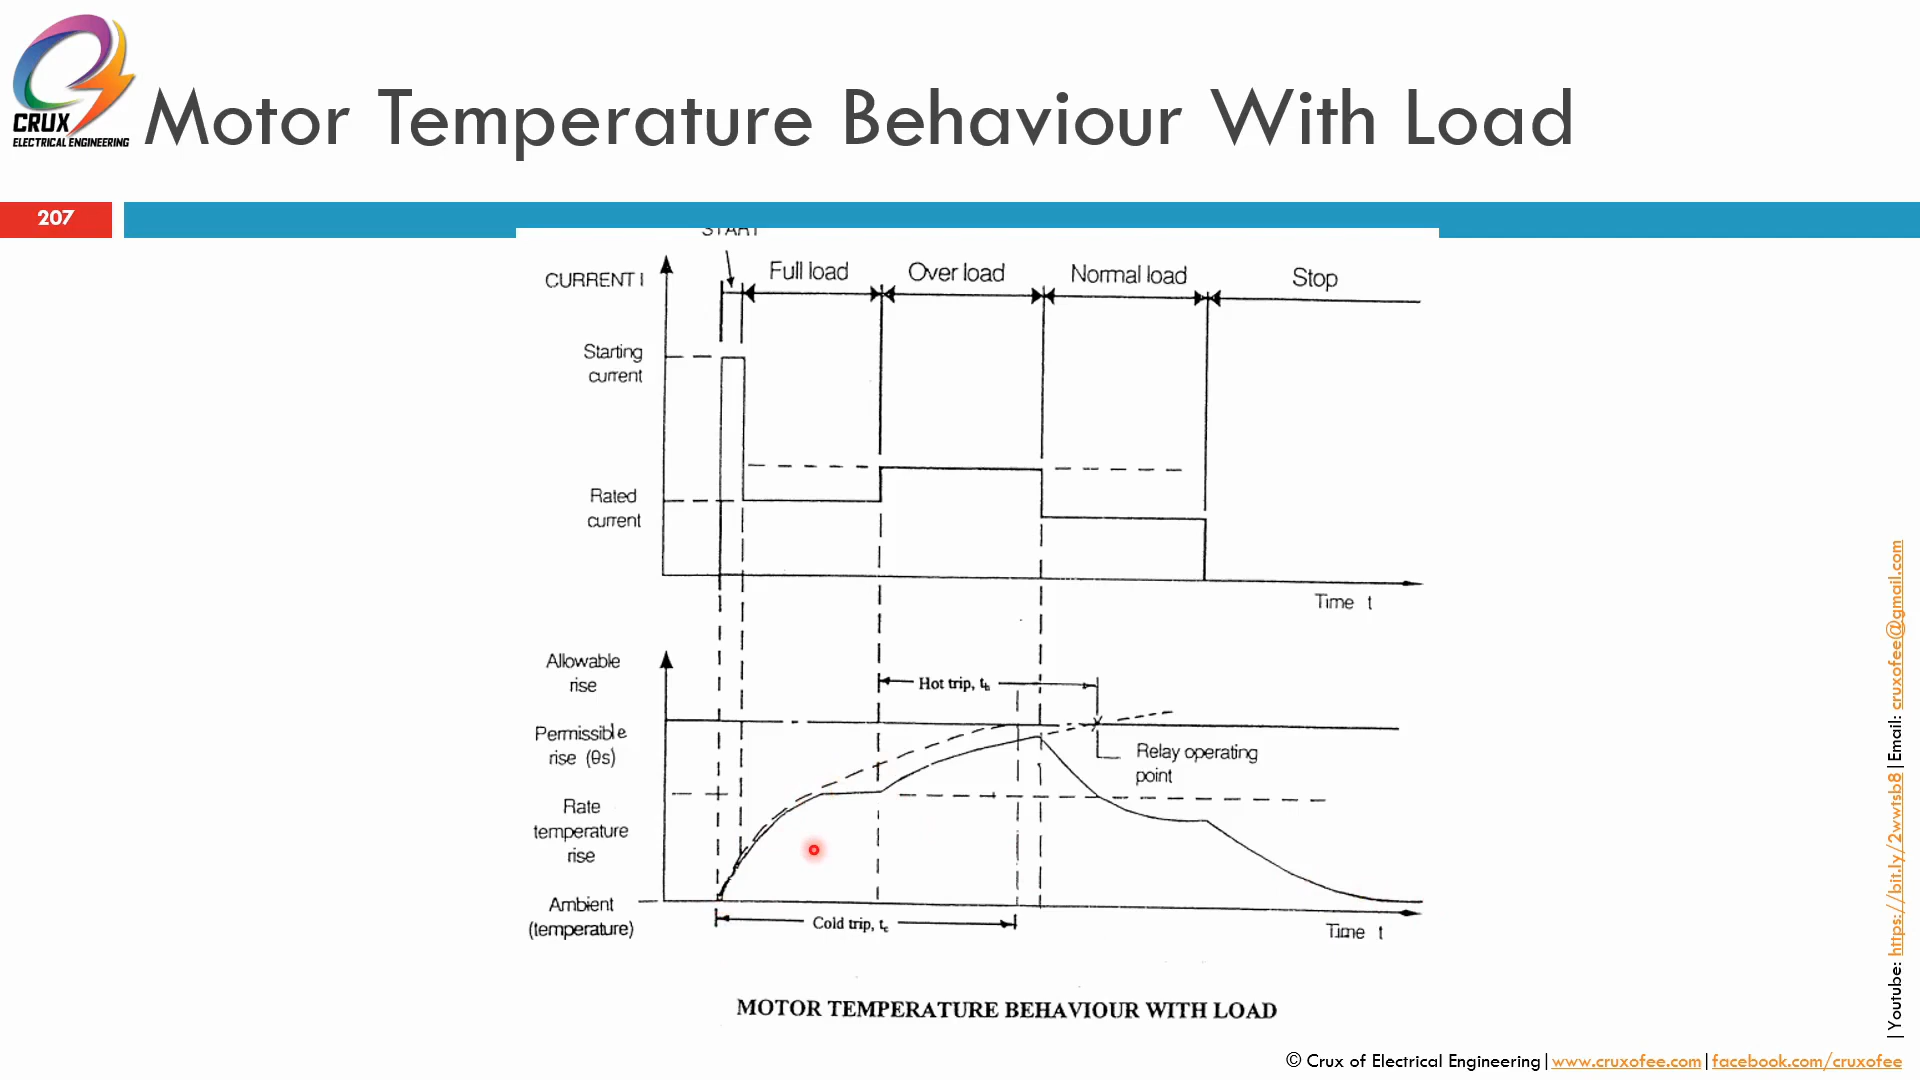 CRUX
ELECTRICAL ENGINEERING
Motor Temperature Behaviour With Load
207
START
CURRENT I
Full load
Over load
Normal load
Stop
Starting
current
Rated
current
Time t
Allowable
rise
Hot trip, th
Permissible
rise (θs)
Relay operating
point
Rate
temperature
rise
Ambient
(temperature)
Cold trip, tc
Time t
MOTOR TEMPERATURE BEHAVIOUR WITH LOAD
|Youtube: https://bit.ly/2wwtsb8|Email: cruxofee@gmail.com
© Crux of Electrical Engineering|www.cruxofee.com|facebook.com/cruxofee